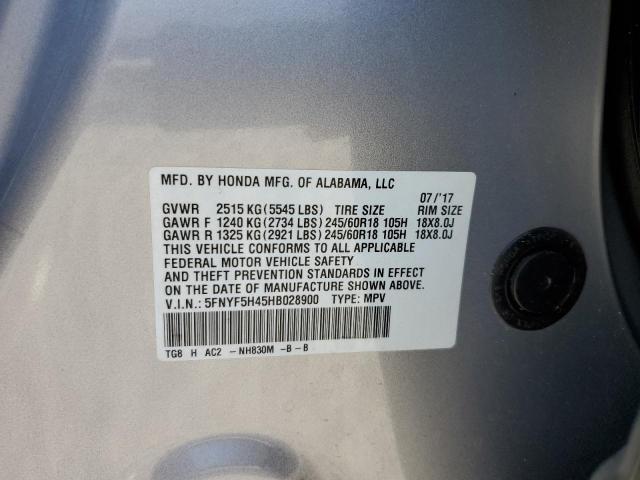 MFD. BY HONDA MFG. OF ALABAMA, LLC
07/'17
GVWR 2515 KG(5545 LBS) TIRE SIZE RIM SIZE
GAWR F 1240 KG(2734 LBS)245/60R18 105H 18X8.0J
GAWR R 1325 KG(2921 LBS)245/60R18 105H 18X8.0J
THIS VEHICLE CONFORMS TO ALL APPLICABLE
FEDERAL MOTOR VEHICLE SAFETY
AND THEFT PREVENTION STANDARDS IN EFFECT
ON THE DATE OF MANUFACTURE SHOWN ABOVE.
V.I.N.: 5FNYF5H45HB028900 TYPE: MPV
TG8 H AC2 -NH830M -B-B